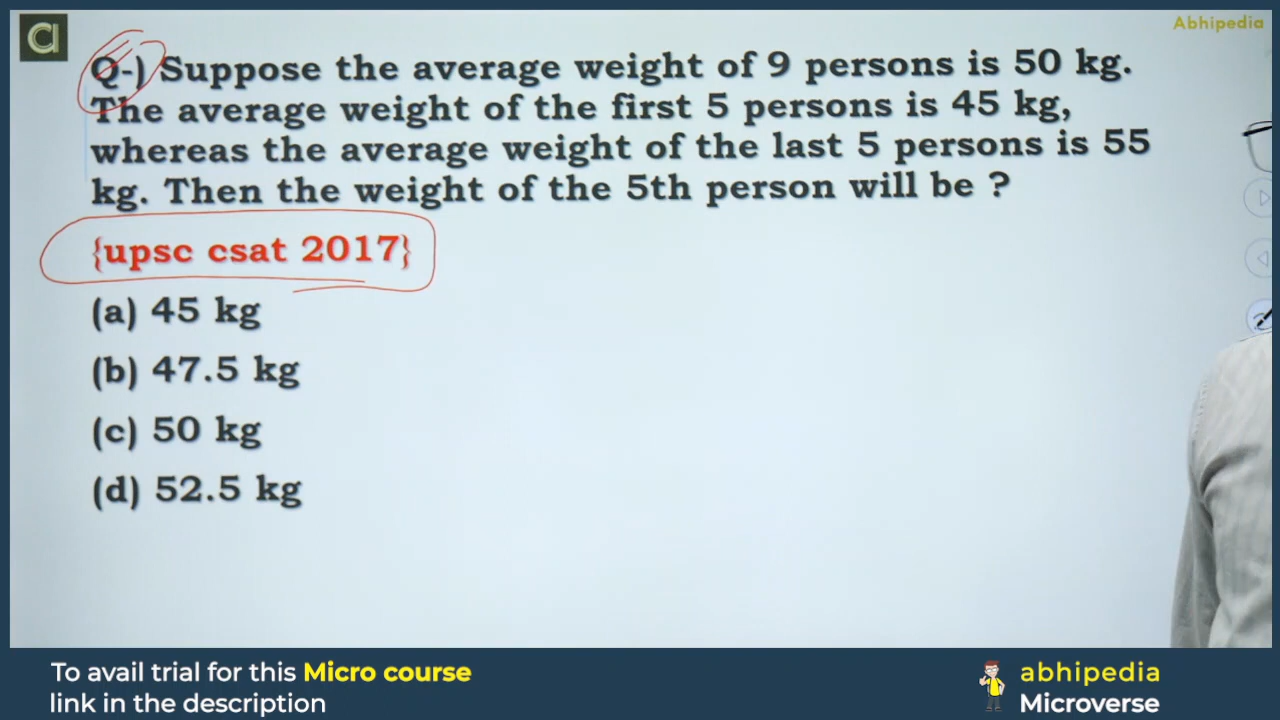 Abhipedia
Q-) Suppose the average weight of 9 persons is 50 kg.
The average weight of the first 5 persons is 45 kg,
whereas the average weight of the last 5 persons is 55
kg. Then the weight of the 5th person will be ?
{upsc csat 2017}
(a) 45 kg
(b) 47.5 kg
(c) 50 kg
(d) 52.5 kg
To avail trial for this Micro course
link in the description
abhipedia
Microverse